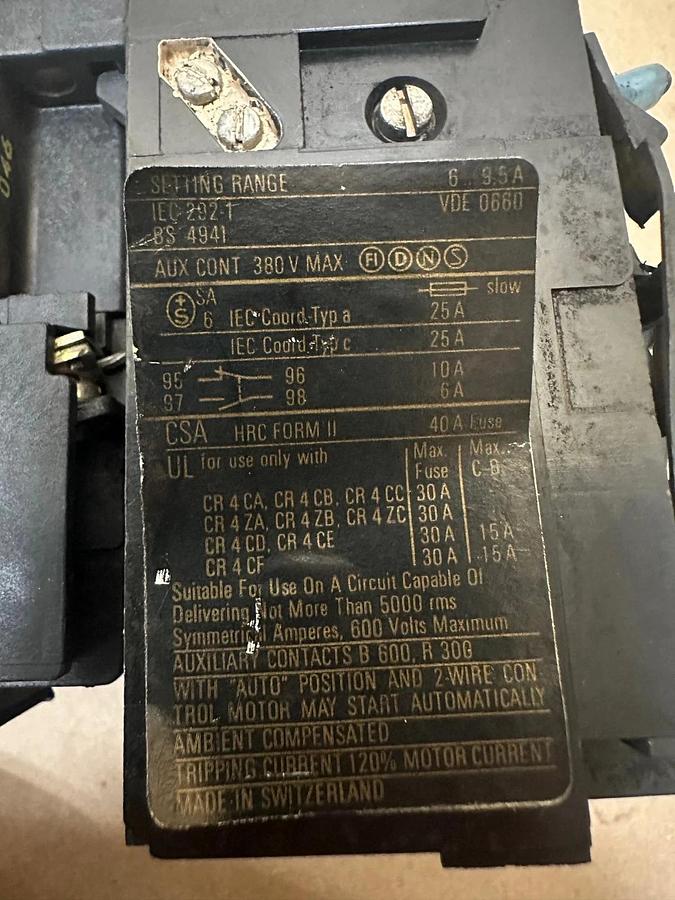 046
SETTING RANGE 6...9.5 A
IEC 292-1 VDE 0660
BS 4941
AUX CONT 380 V MAX FI D N S
S SA slow
6 IEC Coord. Typ a 25 A
IEC Coord. Typ c 25 A
95 96 10 A
97 98 6 A
CSA HRC FORM II 40 A Fuse
UL for use only with Max. Fuse Max. C-B
CR 4 CA, CR 4 CB, CR 4 CC 30 A
CR 4 ZA, CR 4 ZB, CR 4 ZC 30 A
CR 4 CD, CR 4 CE 30 A 15 A
CR 4 CF 30 A 15 A
Suitable For Use On A Circuit Capable Of
Delivering Not More Than 5000 rms
Symmetrical Amperes, 600 Volts Maximum
AUXILIARY CONTACTS B 600, R 300
WITH "AUTO" POSITION AND 2-WIRE CON-
TROL MOTOR MAY START AUTOMATICALLY
AMBIENT COMPENSATED
TRIPPING CURRENT 120% MOTOR CURRENT
MADE IN SWITZERLAND